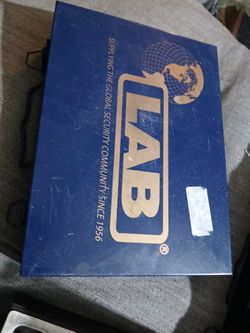 LAB®
SUPPLYING THE GLOBAL SECURITY COMMUNITY SINCE 1956